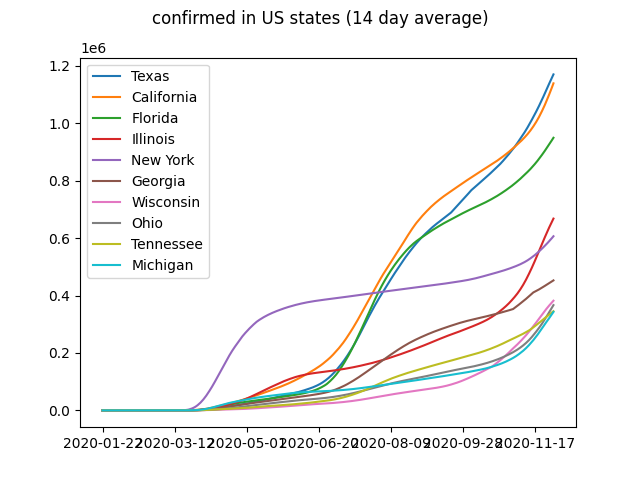 confirmed in US states (14 day average)
1e6
1.2
1.0
0.8
0.6
0.4
0.2
0.0
Texas
California
Florida
Illinois
New York
Georgia
Wisconsin
Ohio
Tennessee
Michigan
2020-01-22 2020-03-12 2020-05-01 2020-06-20 2020-08-09 2020-09-28 2020-11-17